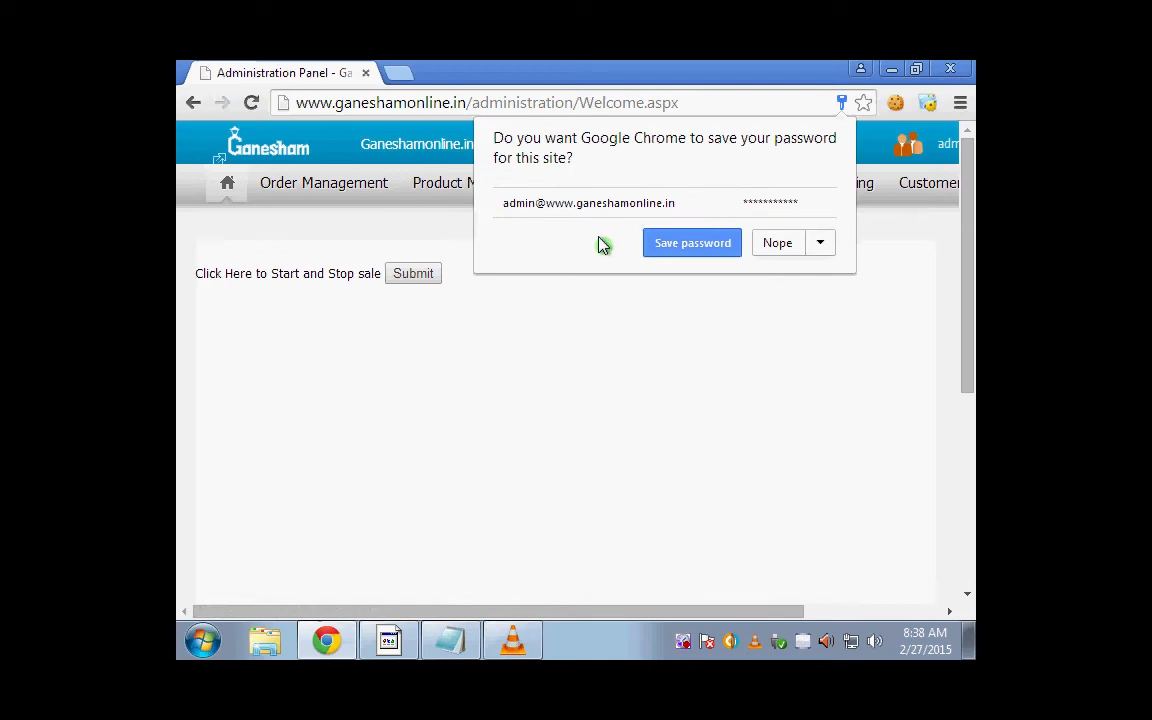 Administration Panel - Ga
www.ganeshamonline.in/administration/Welcome.aspx
Do you want Google Chrome to save your password
for this site?
Ganesham
Ganeshamonline.in
adm
Order Management
Product M
ing
Customer
admin@www.ganeshamonline.in ***********
Save password
Nope
Click Here to Start and Stop sale
Submit
8:38 AM
2/27/2015